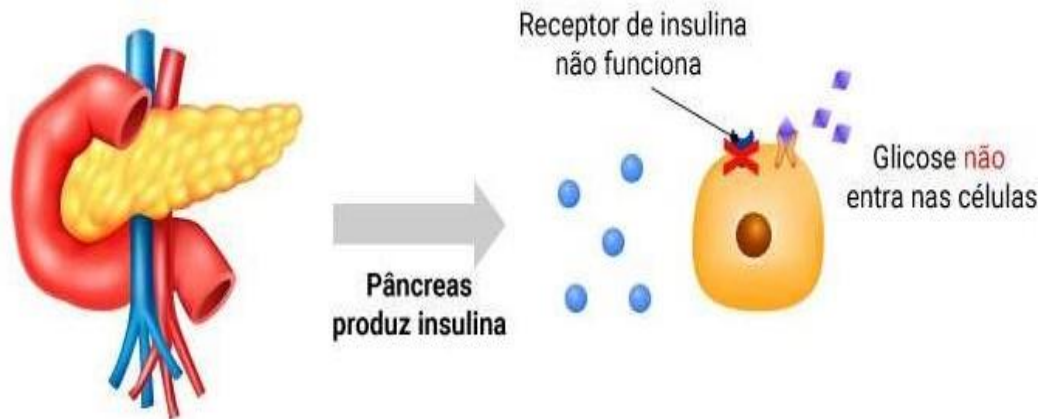 Receptor de insulina
não funciona
Glicose não
entra nas células
Pâncreas
produz insulina